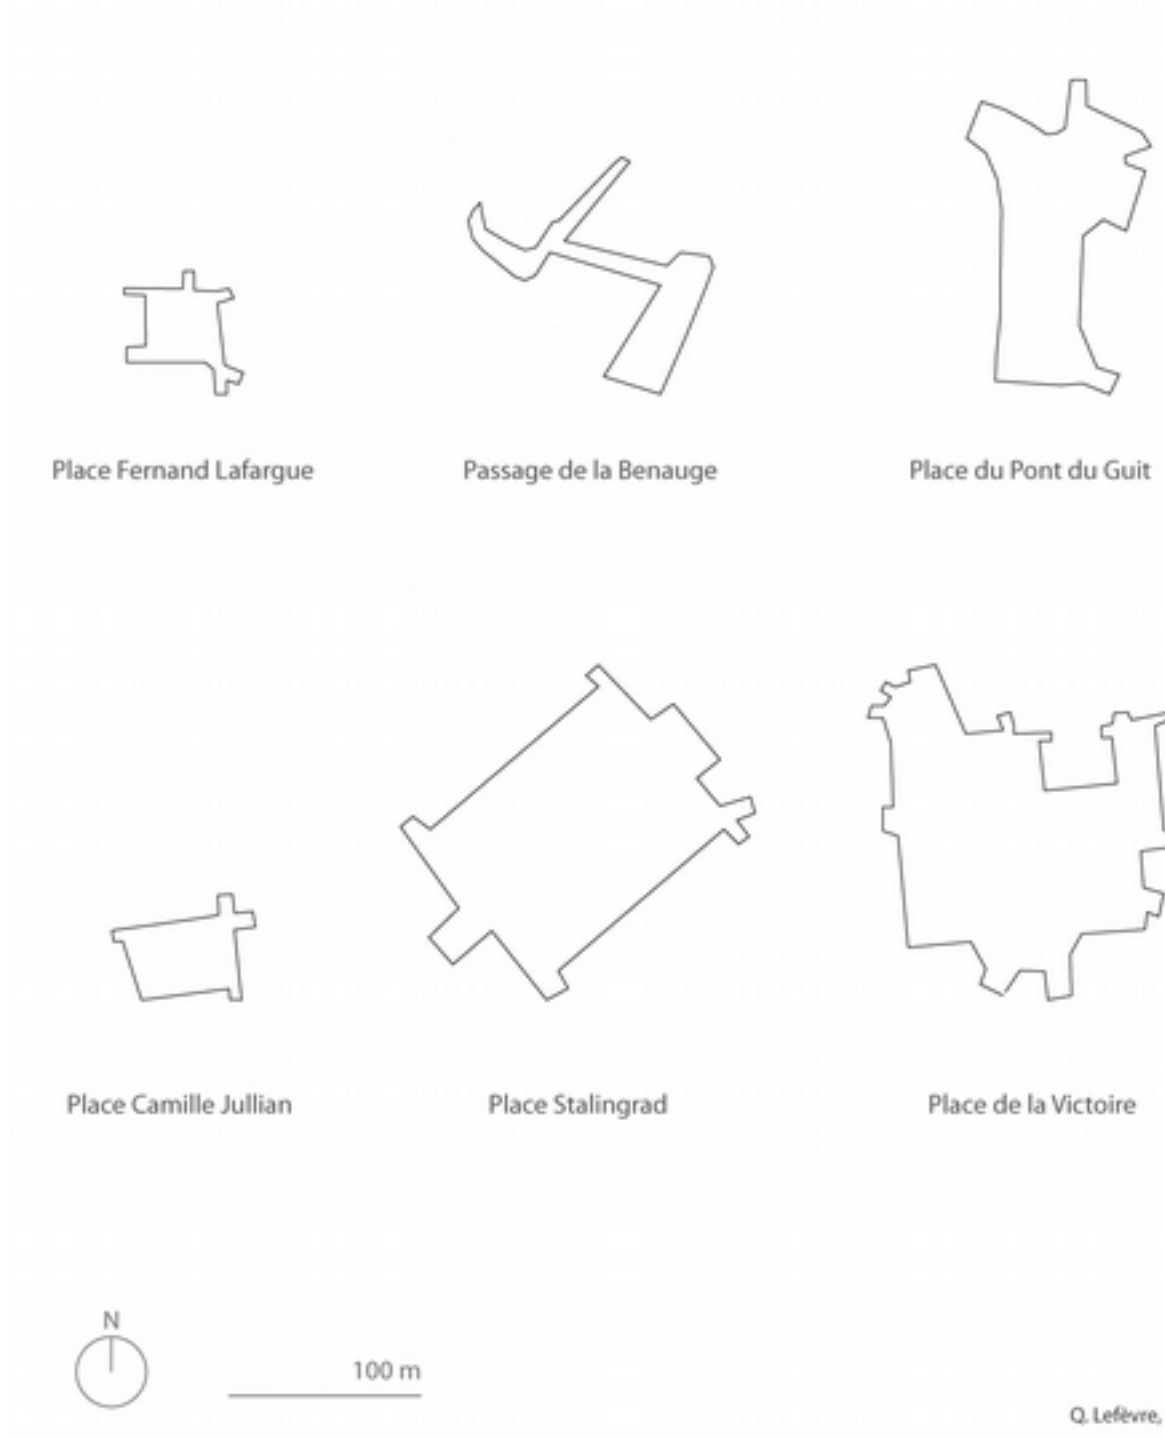 Place Fernand Lafargue
Passage de la Benauge
Place du Pont du Guit
Place Camille Jullian
Place Stalingrad
Place de la Victoire
N
100 m
Q. Lefèvre,